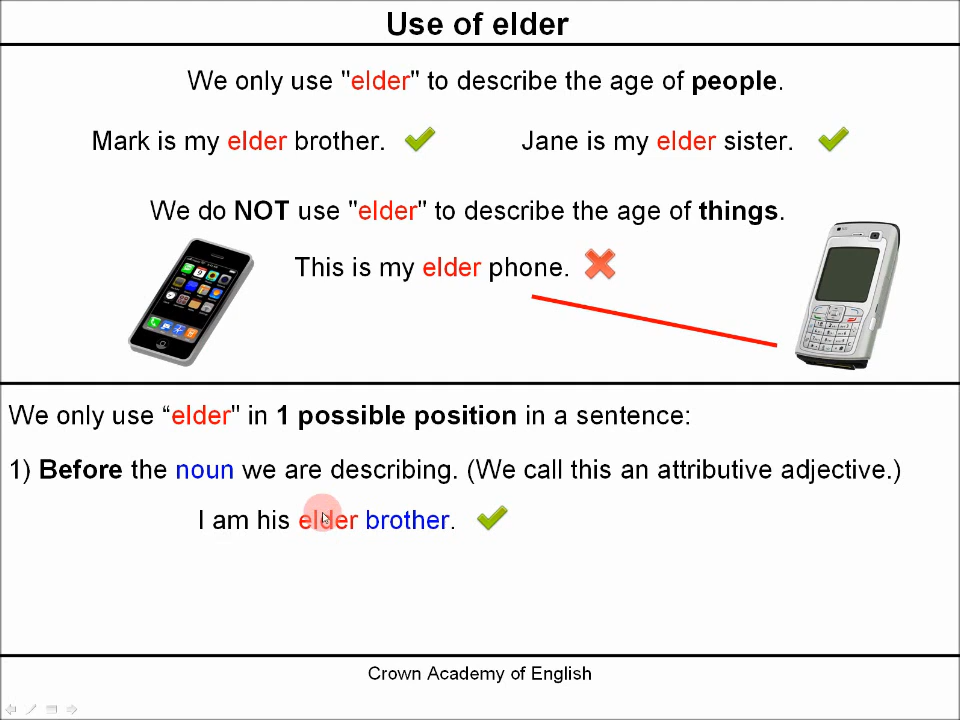 Use of elder
We only use "elder" to describe the age of people.
Mark is my elder brother.
Jane is my elder sister.
We do NOT use "elder" to describe the age of things.
This is my elder phone.
We only use “elder" in 1 possible position in a sentence:
1) Before the noun we are describing. (We call this an attributive adjective.)
I am his elder brother.
Crown Academy of English